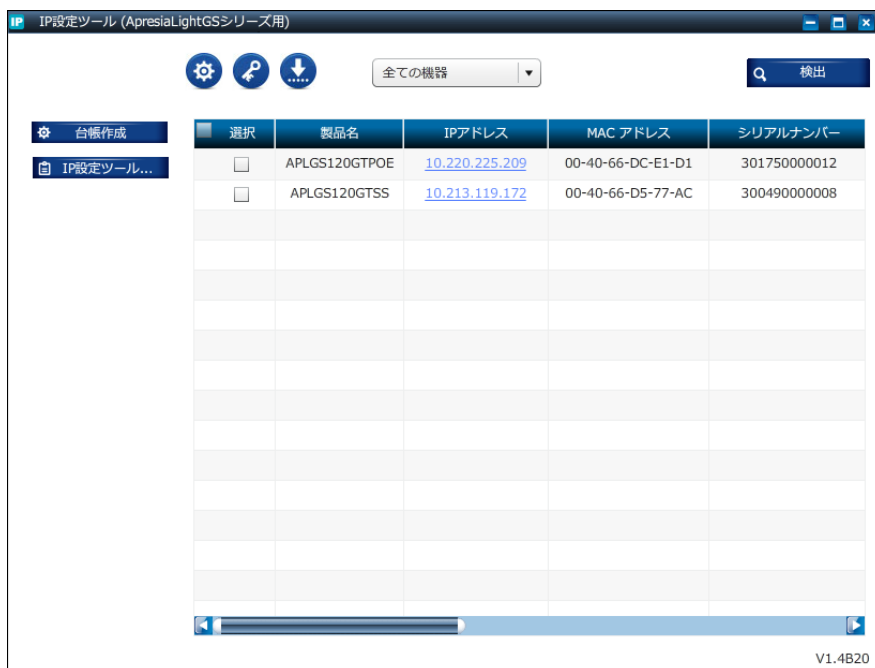 IP IP設定ツール (ApresiaLightGSシリーズ用)
全ての機器
検出
台帳作成
IP設定ツール...
選択 製品名 IPアドレス MAC アドレス シリアルナンバー
APLGS120GTPOE 10.220.225.209 00-40-66-DC-E1-D1 301750000012
APLGS120GTSS 10.213.119.172 00-40-66-D5-77-AC 300490000008
V1.4B20